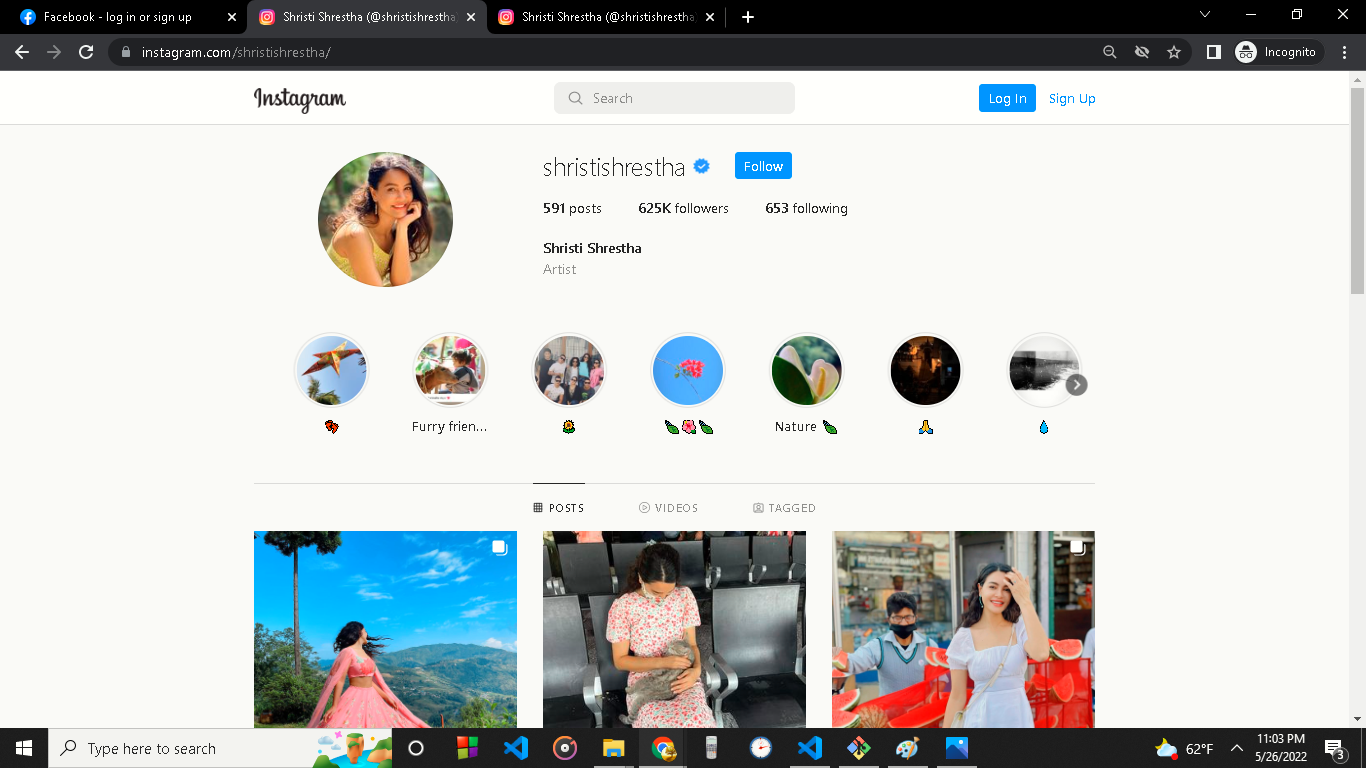 Facebook - log in or sign up
Shristi Shrestha (@shristishrestha)
Shristi Shrestha (@shristishrestha)
instagram.com/shristishrestha/
Incognito
Instagram
Search
Log In
Sign Up
shristishrestha
Follow
591 posts
625K followers
653 following
Shristi Shrestha
Artist
Furry frien...
Nature
POSTS
VIDEOS
TAGGED
Type here to search
62°F
11:03 PM
5/26/2022
3